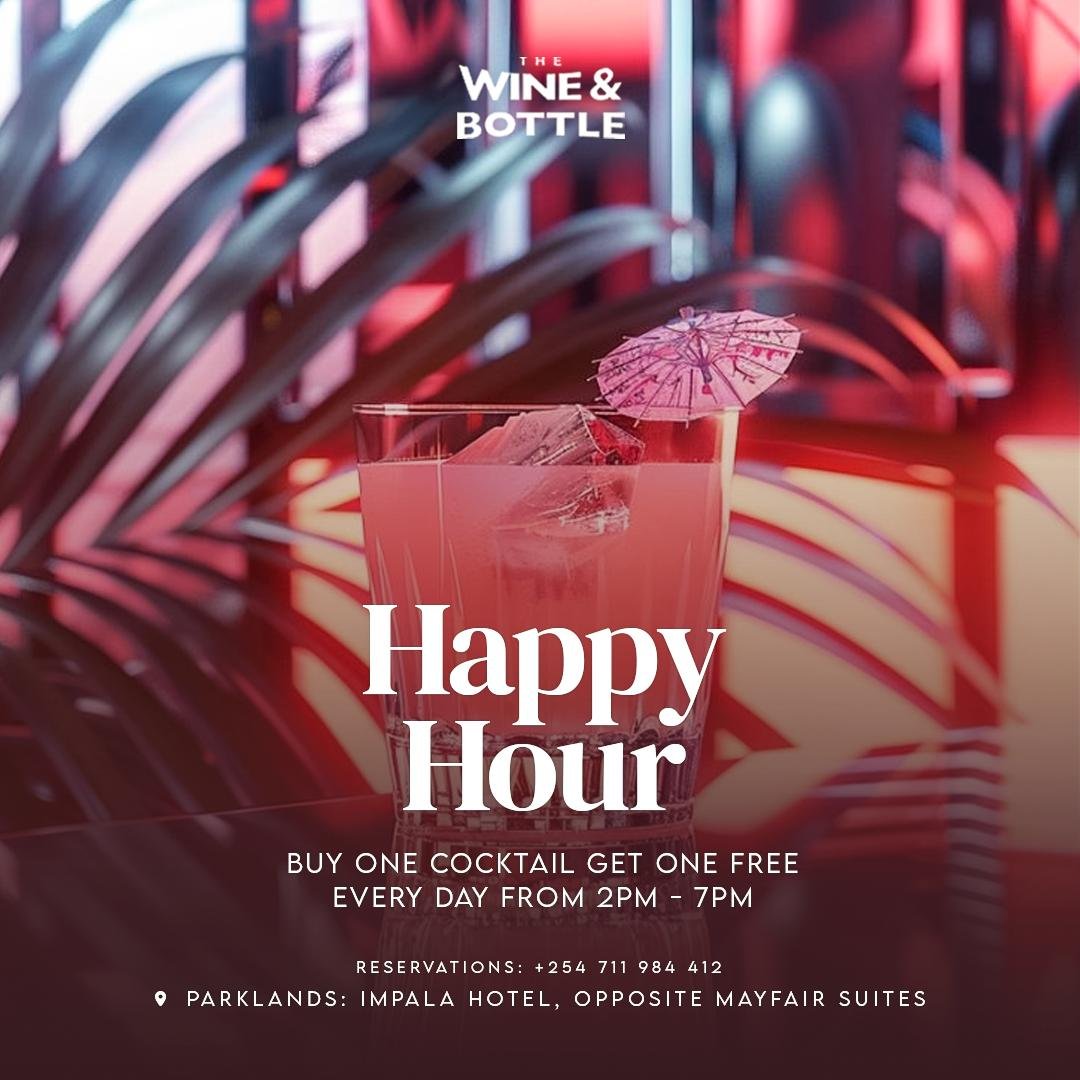 THE
WINE &
BOTTLE
Happy
Hour
BUY ONE COCKTAIL GET ONE FREE
EVERY DAY FROM 2PM - 7PM
RESERVATIONS: +254 711 984 412
PARKLANDS: IMPALA HOTEL, OPPOSITE MAYFAIR SUITES